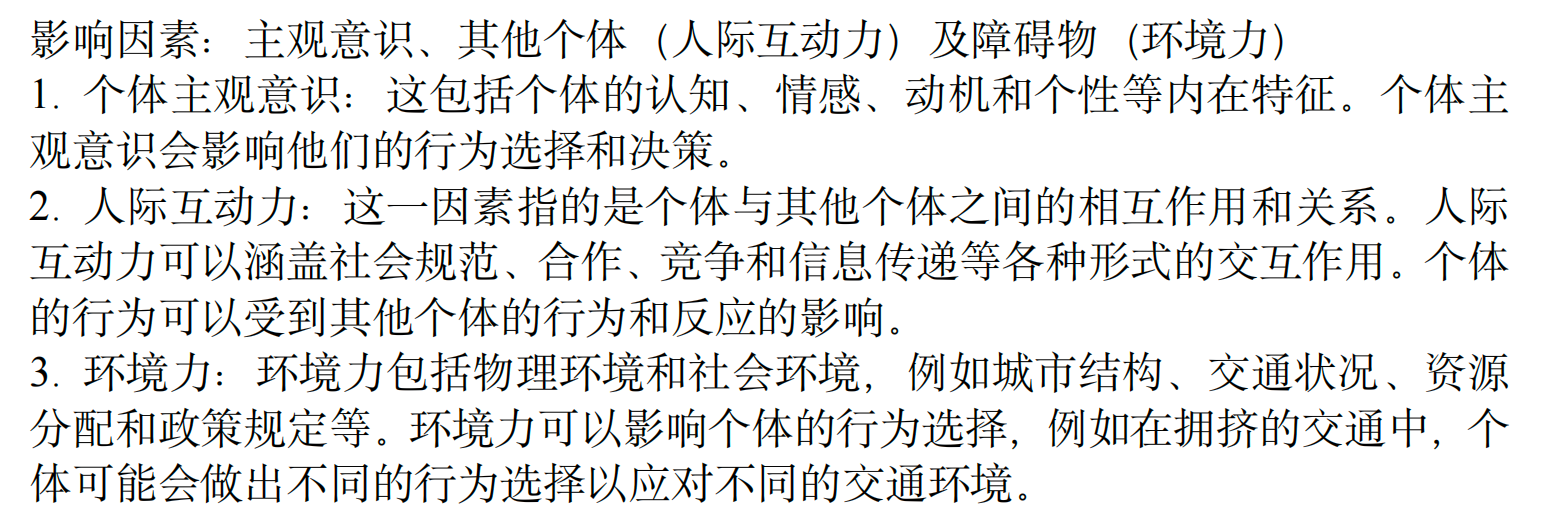 影响因素：主观意识、其他个体（人际互动力）及障碍物（环境力）
1. 个体主观意识：这包括个体的认知、情感、动机和个性等内在特征。个体主
观意识会影响他们的行为选择和决策。
2. 人际互动力：这一因素指的是个体与其他个体之间的相互作用和关系。人际
互动力可以涵盖社会规范、合作、竞争和信息传递等各种形式的交互作用。个体
的行为可以受到其他个体的行为和反应的影响。
3. 环境力：环境力包括物理环境和社会环境，例如城市结构、交通状况、资源
分配和政策规定等。环境力可以影响个体的行为选择，例如在拥挤的交通中，个
体可能会做出不同的行为选择以应对不同的交通环境。